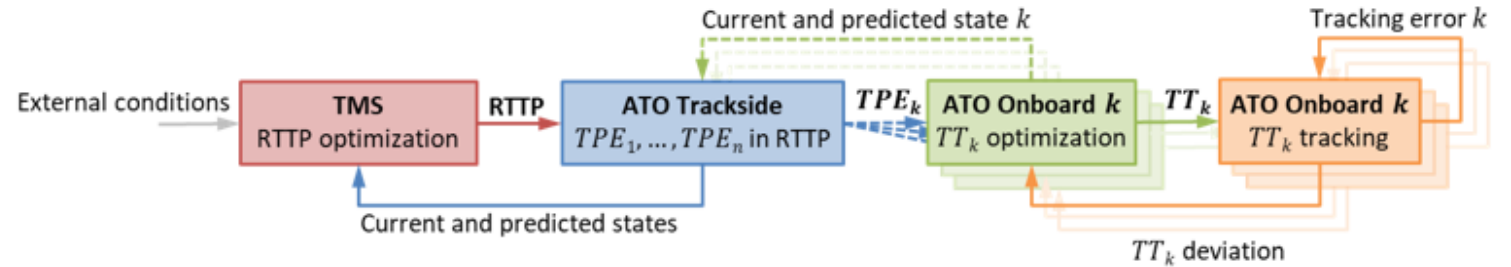 Current and predicted state k
Tracking error k
External conditions
TMS
RTTP optimization
RTTP
ATO Trackside
TPE₁, …, TPEₙ in RTTP
TPEₖ
ATO Onboard k
TTₖ optimization
TTₖ
ATO Onboard k
TTₖ tracking
Current and predicted states
TTₖ deviation